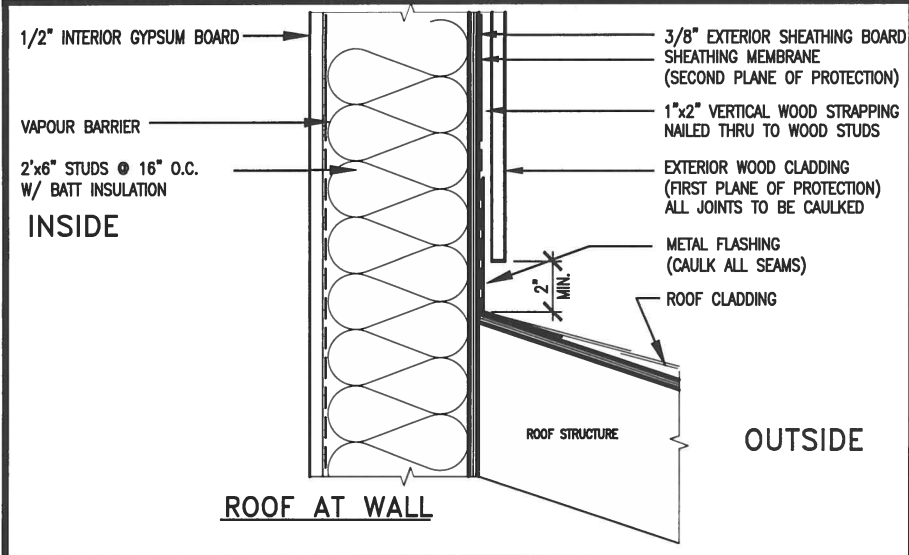 1/2" INTERIOR GYPSUM BOARD
VAPOUR BARRIER
2'x6" STUDS @ 16" O.C.
W/ BATT INSULATION
INSIDE
3/8" EXTERIOR SHEATHING BOARD
SHEATHING MEMBRANE
(SECOND PLANE OF PROTECTION)
1"x2" VERTICAL WOOD STRAPPING
NAILED THRU TO WOOD STUDS
EXTERIOR WOOD CLADDING
(FIRST PLANE OF PROTECTION)
ALL JOINTS TO BE CAULKED
METAL FLASHING
(CAULK ALL SEAMS)
2"
MIN.
ROOF CLADDING
ROOF STRUCTURE
OUTSIDE
ROOF AT WALL